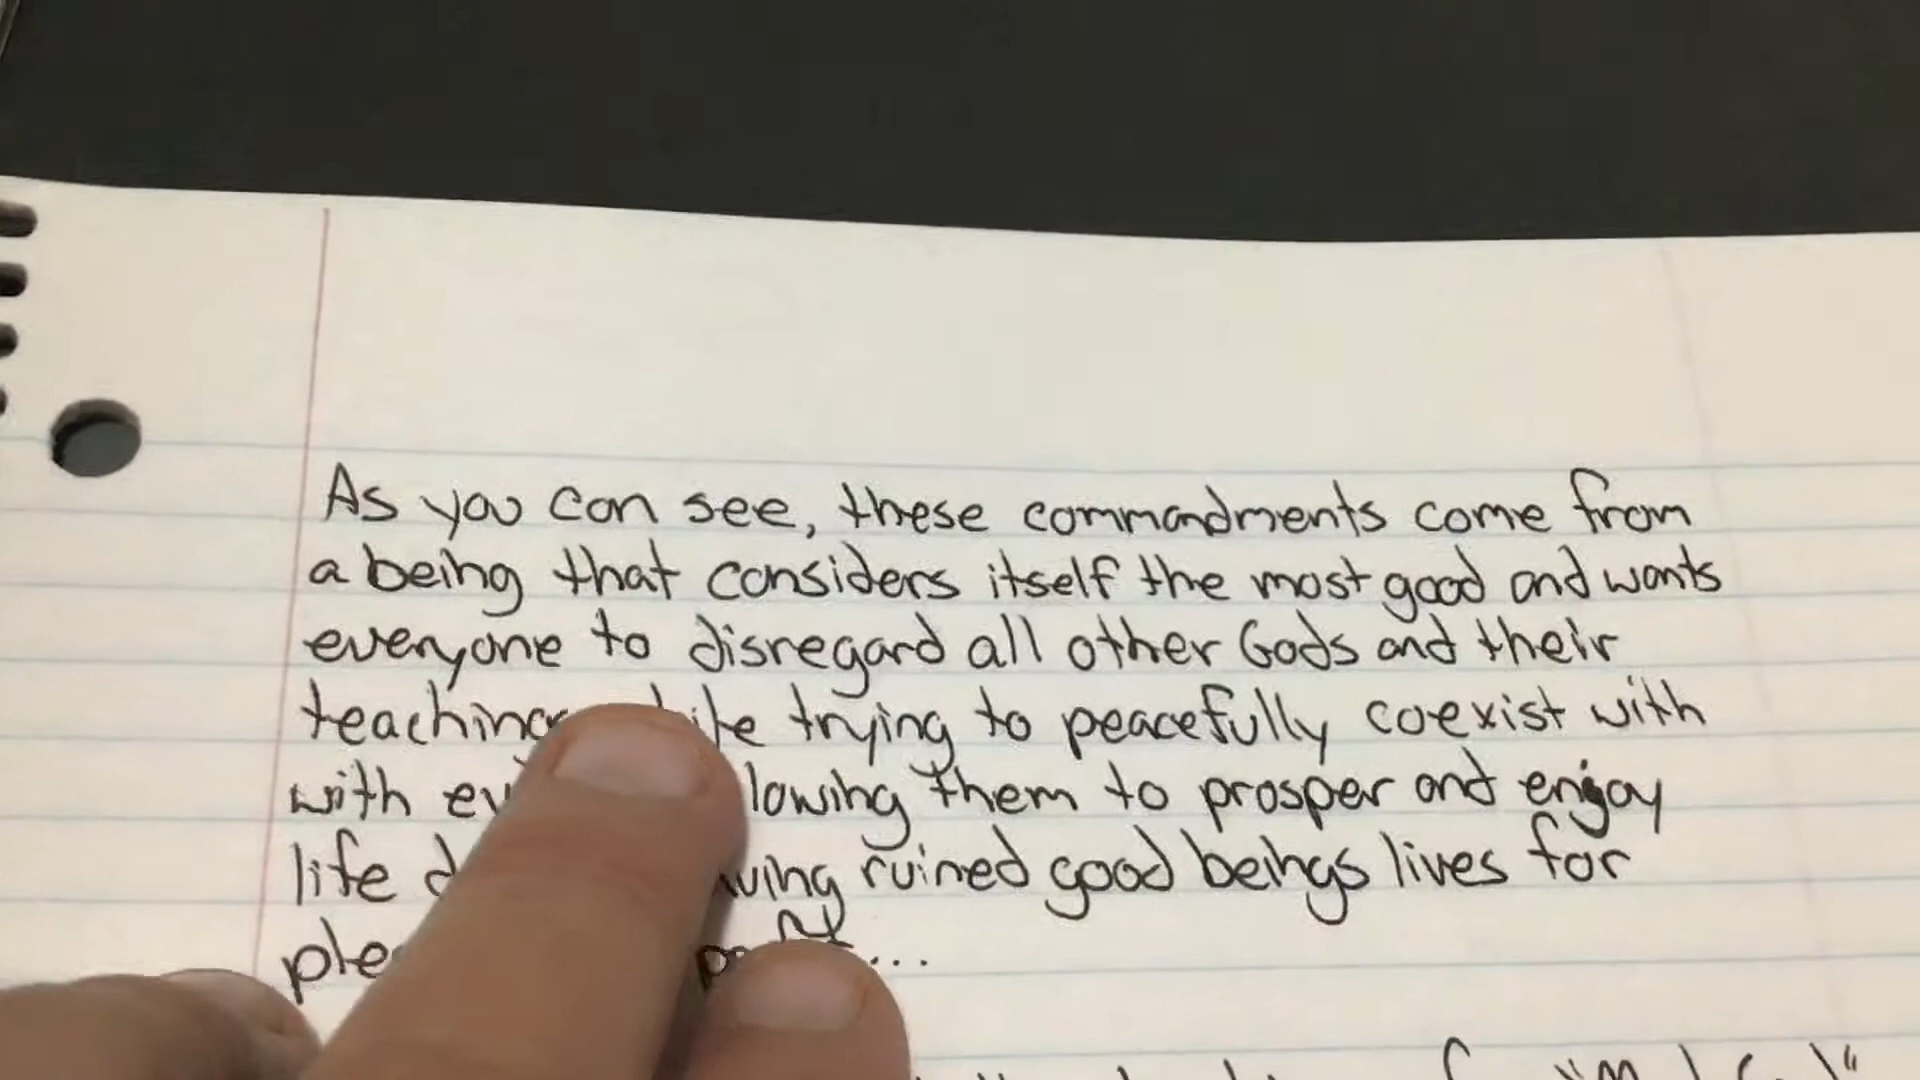 As you can see, these commandments come from
a being that considers itself the most good and wants
everyone to disregard all other Gods and their
trying to peacefully coexist with
with them to prosper and enjoy
life ruined good beings lives for
...